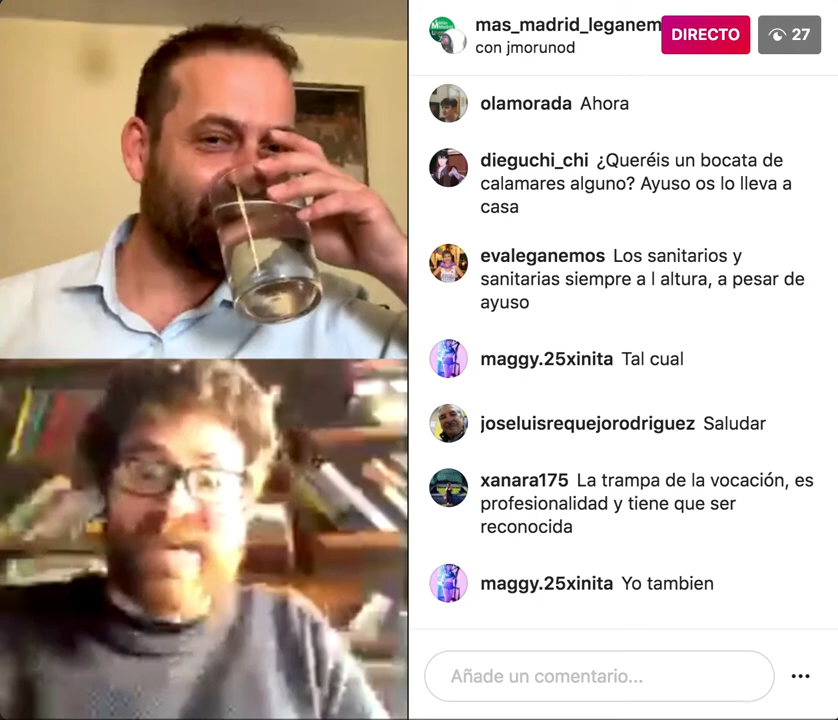 mas_madrid_leganem
con jmorunod
DIRECTO
27
olamorada Ahora
dieguchi_chi ¿Queréis un bocata de
calamares alguno? Ayuso os lo lleva a
casa
evaleganemos Los sanitarios y
sanitarias siempre a l altura, a pesar de
ayuso
maggy.25xinita Tal cual
joseluisrequejorodriguez Saludar
xanara175 La trampa de la vocación, es
profesionalidad y tiene que ser
reconocida
maggy.25xinita Yo tambien
Añade un comentario...